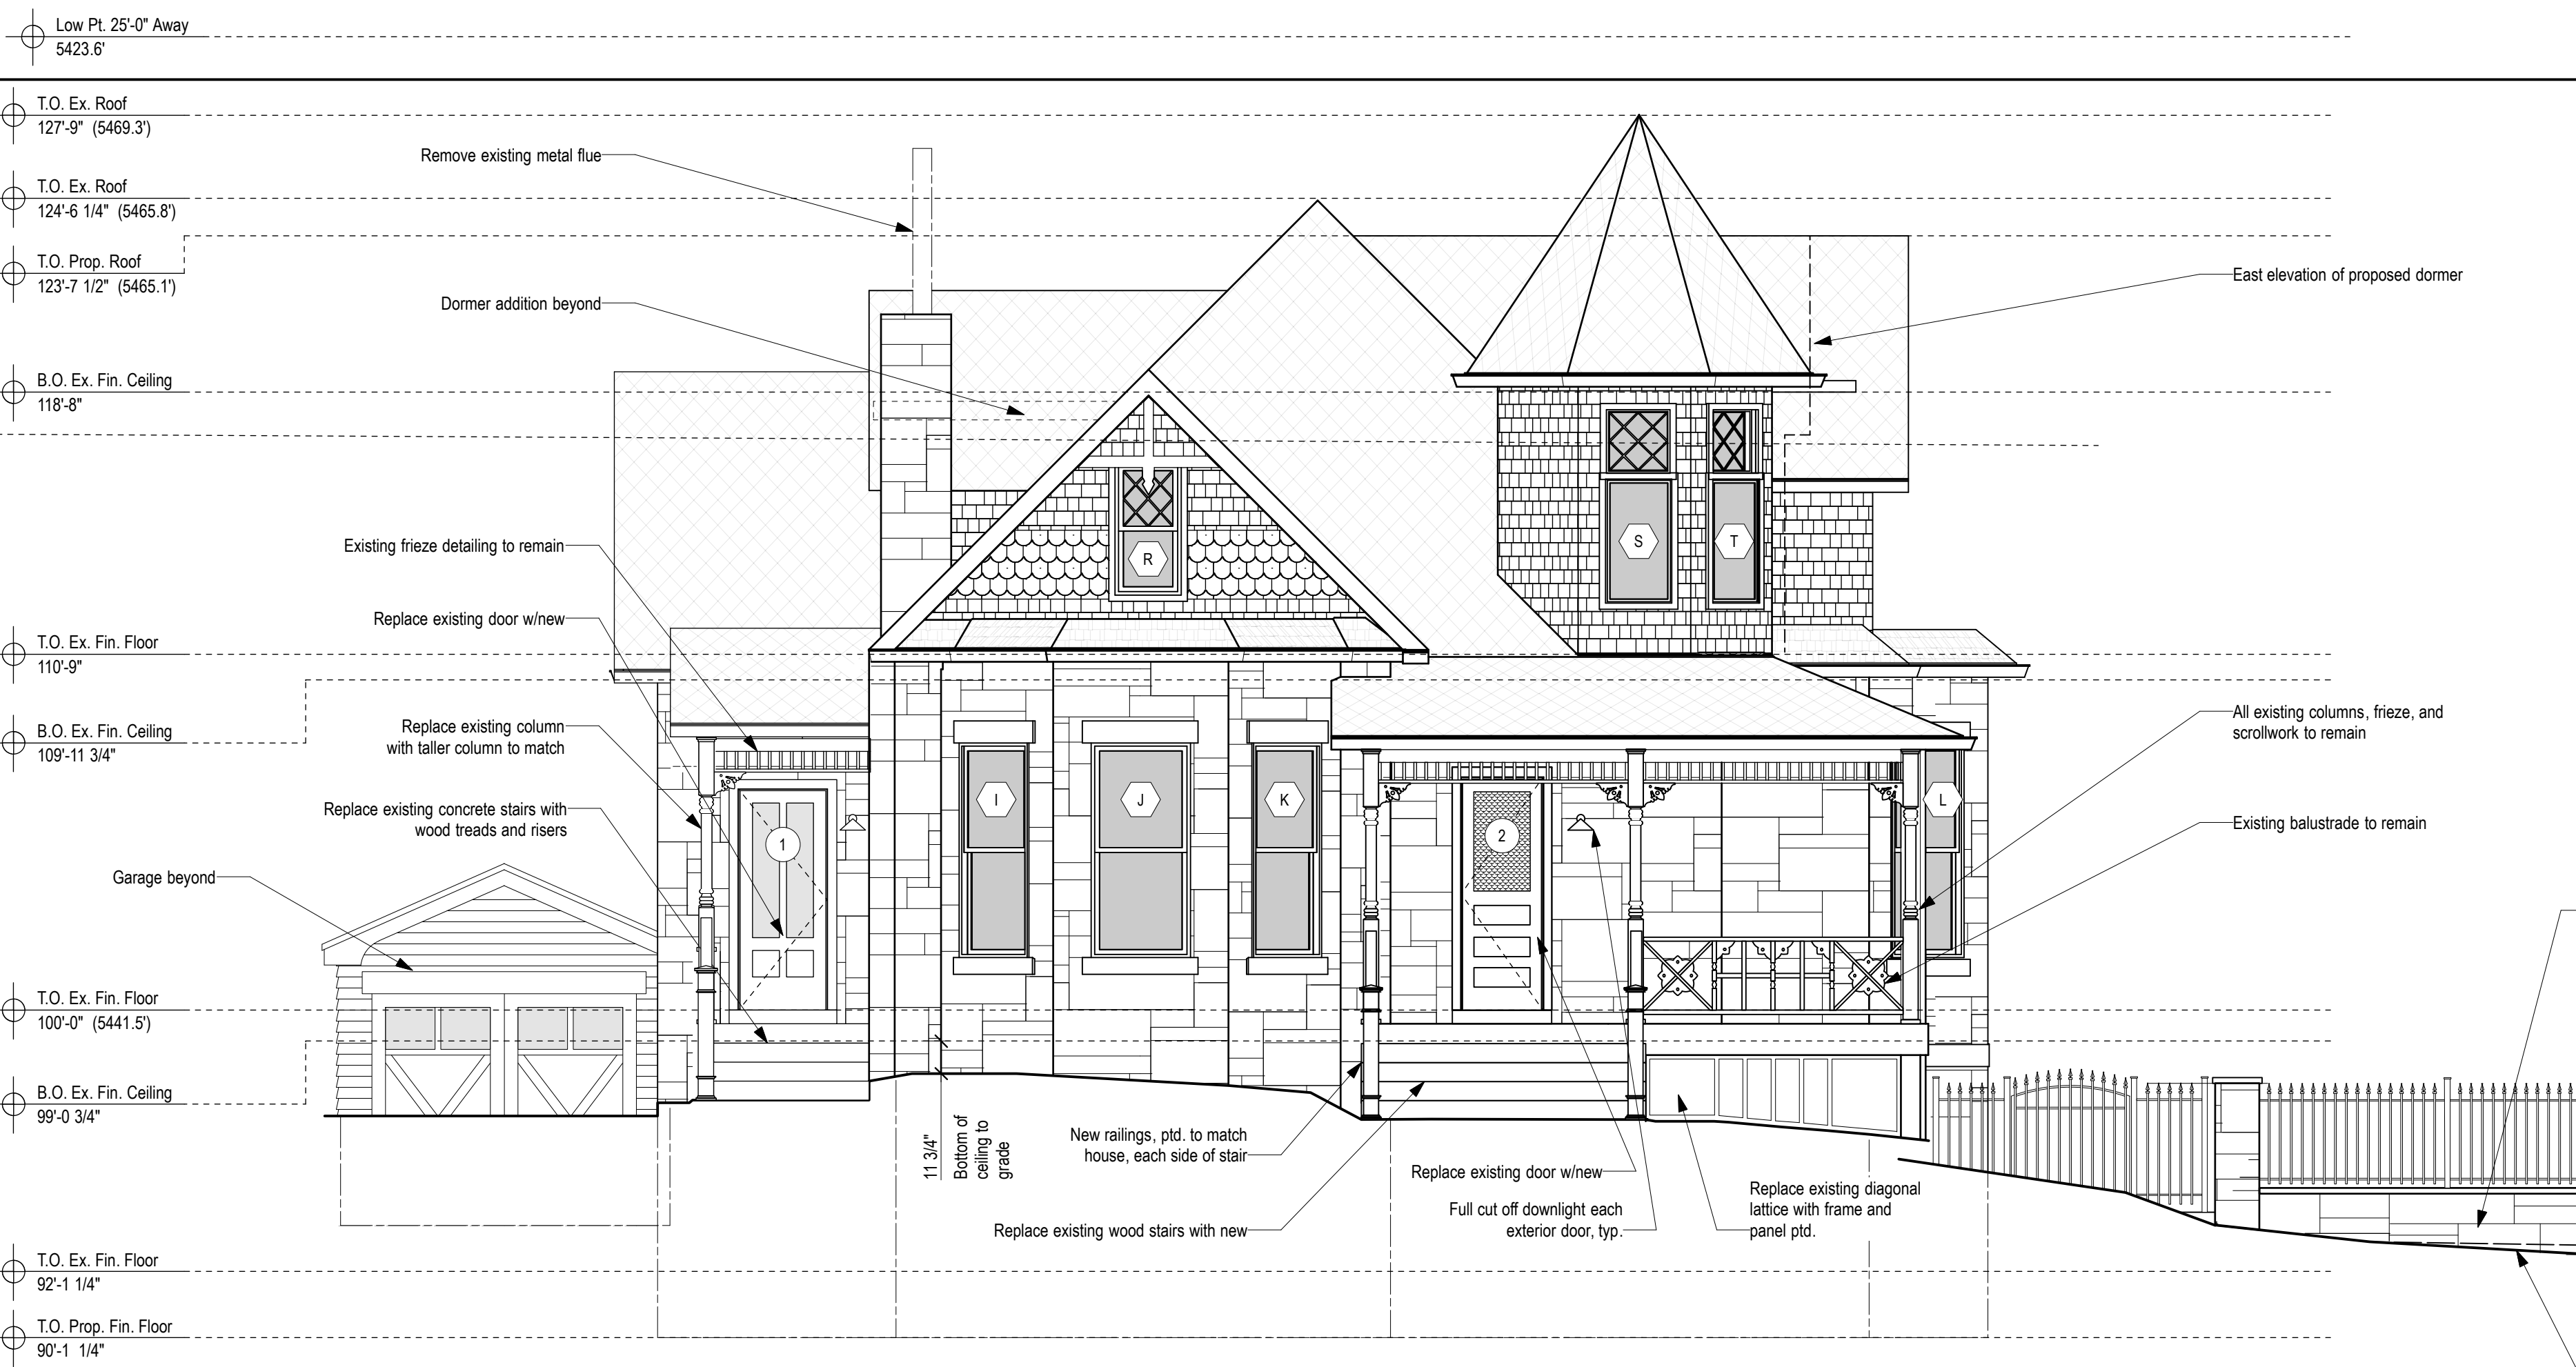 Low Pt. 25'-0" Away
5423.6'
T.O. Ex. Roof
127'-9" (5469.3')
Remove existing metal flue
T.O. Ex. Roof
124'-6 1/4" (5465.8')
T.O. Prop. Roof
123'-7 1/2" (5465.1')
East elevation of proposed dormer
Dormer addition beyond
B.O. Ex. Fin. Ceiling
118'-8"
Existing frieze detailing to remain
R
S
T
Replace existing door w/new
T.O. Ex. Fin. Floor
110'-9"
B.O. Ex. Fin. Ceiling
109'-11 3/4"
Replace existing column
with taller column to match
All existing columns, frieze, and
scrollwork to remain
Replace existing concrete stairs with
wood treads and risers
I
J
K
L
1
2
Existing balustrade to remain
Garage beyond
T.O. Ex. Fin. Floor
100'-0" (5441.5')
B.O. Ex. Fin. Ceiling
99'-0 3/4"
11 3/4"
Bottom of
ceiling to
grade
New railings, ptd. to match
house, each side of stair
Replace existing door w/new
Replace existing wood stairs with new
Full cut off downlight each
exterior door, typ.
Replace existing diagonal
lattice with frame and
panel ptd.
T.O. Ex. Fin. Floor
92'-1 1/4"
T.O. Prop. Fin. Floor
90'-1 1/4"